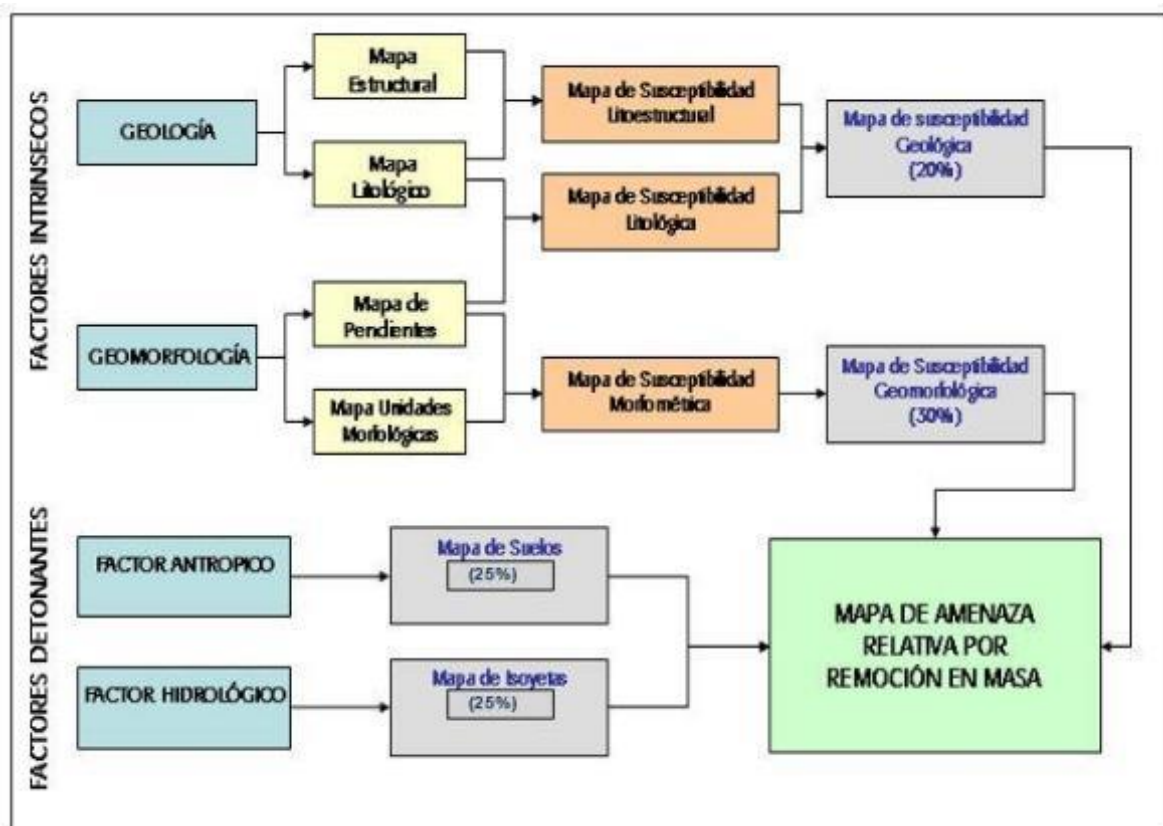 FACTORES INTRINSECOS
GEOLOGÍA
Mapa
Estructural
Mapa
Litológico
Mapa de Susceptibilidad
Litoestructural
Mapa de Susceptibilidad
Litológica
Mapa de susceptibilidad
Geológica
(20%)
GEOMORFOLOGÍA
Mapa de
Pendientes
Mapa Unidades
Morfológicas
Mapa de Susceptibilidad
Morfométrica
Mapa de Susceptibilidad
Geomorfológica
(30%)
FACTORES DETONANTES
FACTOR ANTROPICO
Mapa de Suelos
(25%)
FACTOR HIDROLÓGICO
Mapa de Isoyetas
(25%)
MAPA DE AMENAZA
RELATIVA POR
REMOCIÓN EN MASA